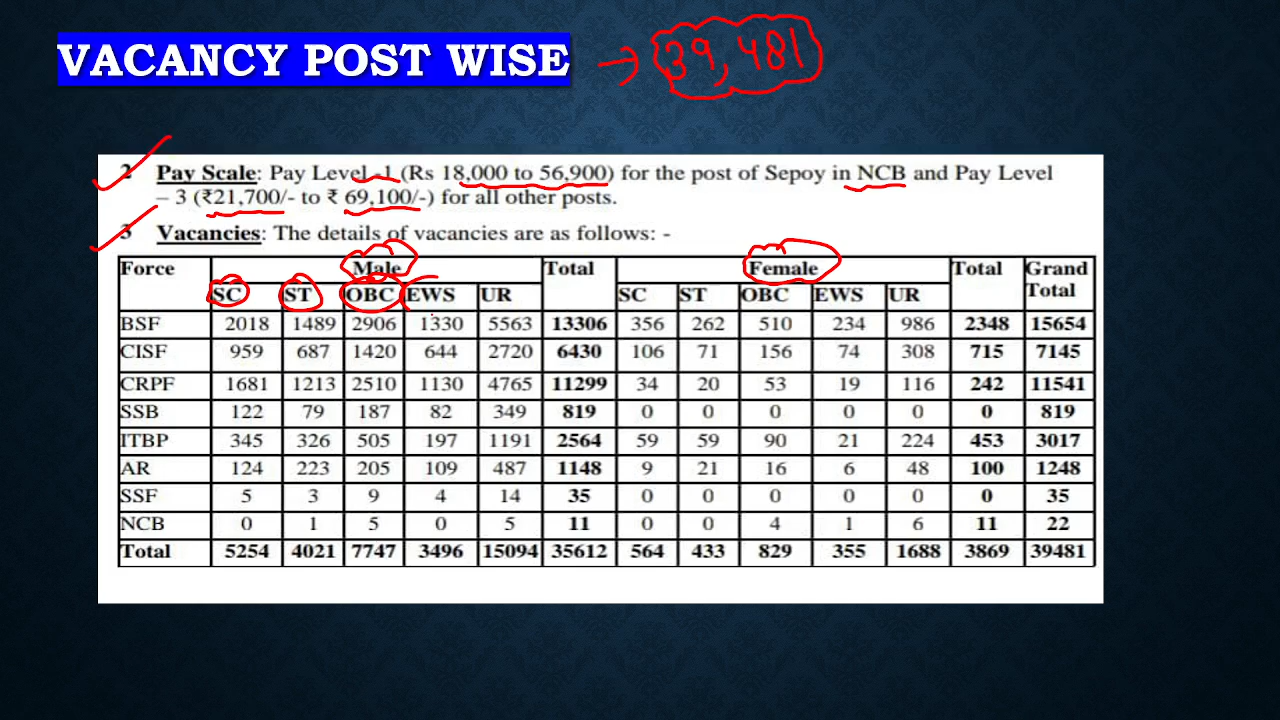 VACANCY POST WISE → 39,481
2 Pay Scale: Pay Level -1 (Rs 18,000 to 56,900) for the post of Sepoy in NCB and Pay Level
– 3 (₹21,700/- to ₹ 69,100/-) for all other posts.
3 Vacancies: The details of vacancies are as follows: -
Force Male Total Female Total Grand Total
SC ST OBC EWS UR SC ST OBC EWS UR
BSF 2018 1489 2906 1330 5563 13306 356 262 510 234 986 2348 15654
CISF 959 687 1420 644 2720 6430 106 71 156 74 308 715 7145
CRPF 1681 1213 2510 1130 4765 11299 34 20 53 19 116 242 11541
SSB 122 79 187 82 349 819 0 0 0 0 0 0 819
ITBP 345 326 505 197 1191 2564 59 59 90 21 224 453 3017
AR 124 223 205 109 487 1148 9 21 16 6 48 100 1248
SSF 5 3 9 4 14 35 0 0 0 0 0 0 35
NCB 0 1 5 0 5 11 0 0 4 1 6 11 22
Total 5254 4021 7747 3496 15094 35612 564 433 829 355 1688 3869 39481